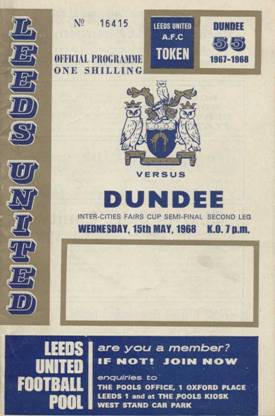 LEEDS UNITED
Nº 16415
OFFICIAL PROGRAMME
ONE SHILLING
LEEDS UNITED
A.F.C
TOKEN
DUNDEE
55
1967-1968
VERSUS
DUNDEE
INTER-CITIES FAIRS CUP SEMI-FINAL SECOND LEG
WEDNESDAY, 15th MAY, 1968 K.O. 7 p.m.
LEEDS
UNITED
FOOTBALL
POOL
are you a member?
IF NOT! JOIN NOW
enquiries to
THE POOLS OFFICE, 1 OXFORD PLACE
LEEDS 1 and at THE POOLS KIOSK
WEST STAND CAR PARK